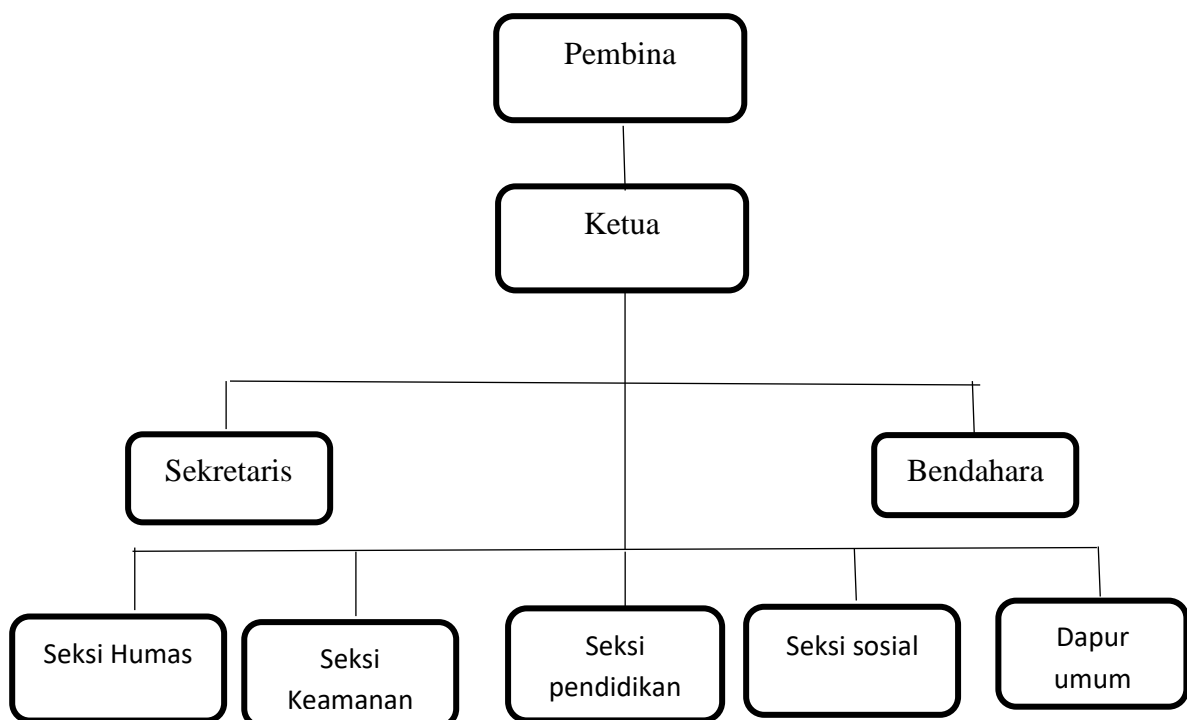 Pembina
Ketua
Sekretaris
Bendahara
Seksi Humas
Seksi
Keamanan
Seksi
pendidikan
Seksi sosial
Dapur
umum